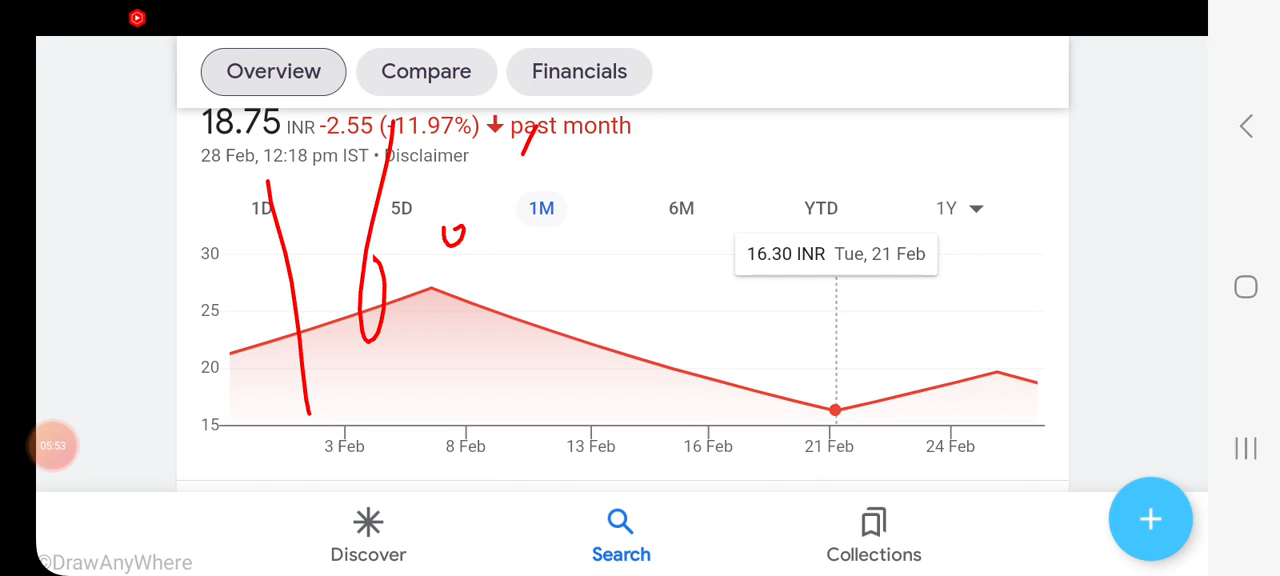 Overview Compare Financials
18.75 INR -2.55 (-11.97%) past month
28 Feb, 12:18 pm IST • Disclaimer
1D 5D 1M 6M YTD 1Y
16.30 INR Tue, 21 Feb
30
25
20
15
3 Feb 8 Feb 13 Feb 16 Feb 21 Feb 24 Feb
05:53
Discover Search Collections
©DrawAnyWhere